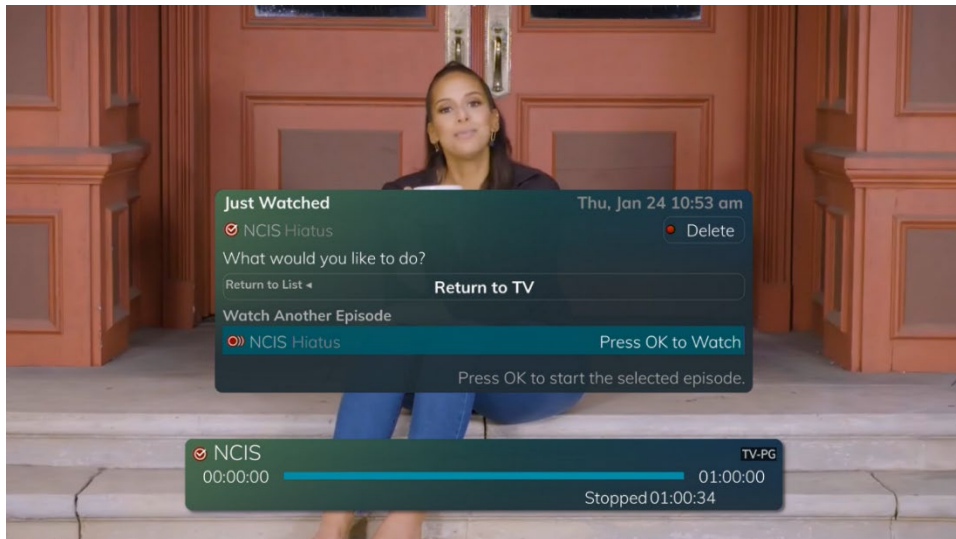 Just Watched Thu, Jan 24 10:53 am
NCIS Hiatus Delete
What would you like to do?
Return to List ◂ Return to TV
Watch Another Episode
NCIS Hiatus Press OK to Watch
Press OK to start the selected episode.
NCIS TV-PG
00:00:00 01:00:00
Stopped 01:00:34